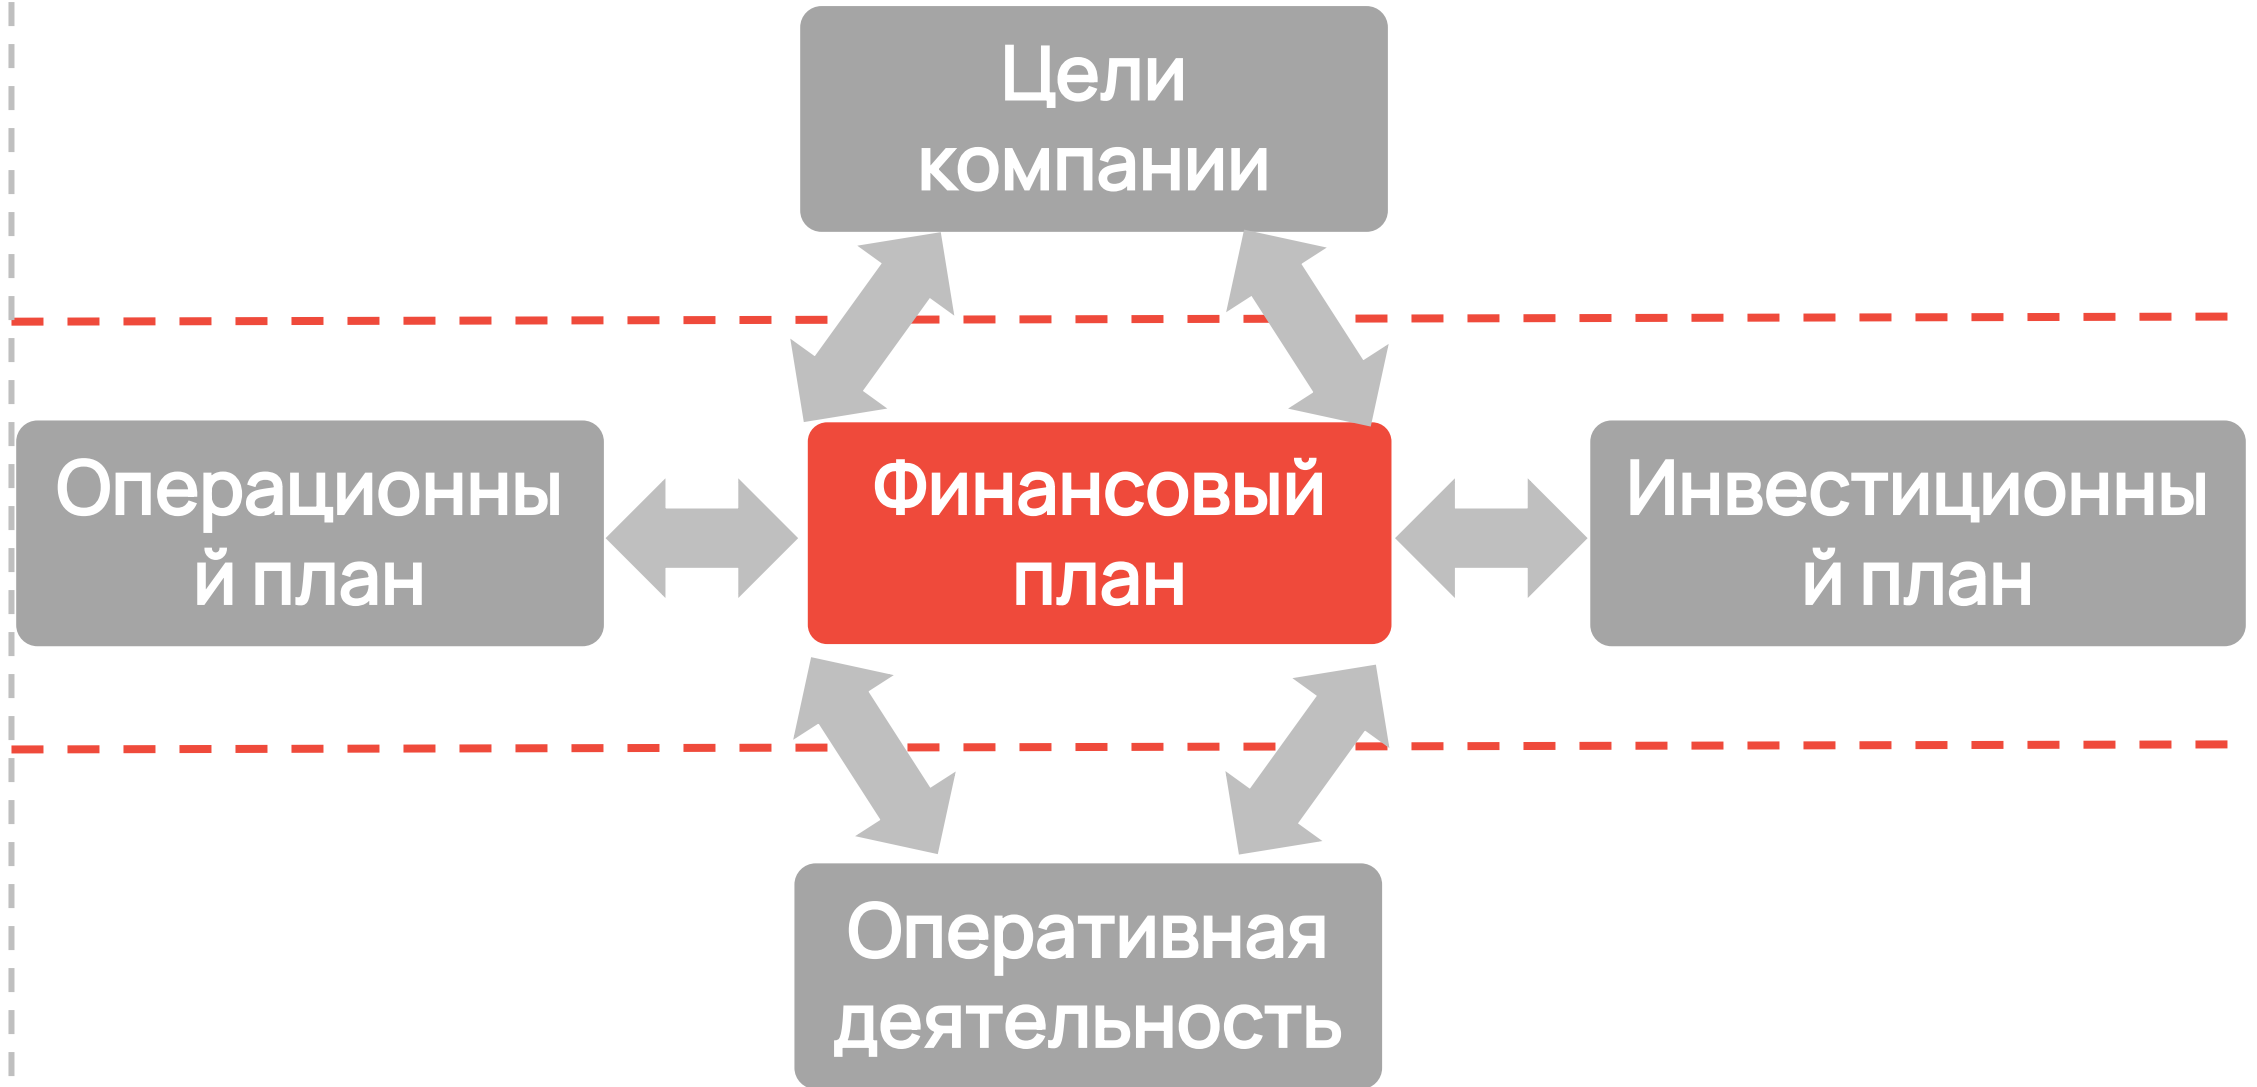 Цели
компании
Операционны
й план
Финансовый
план
Инвестиционны
й план
Оперативная
деятельность